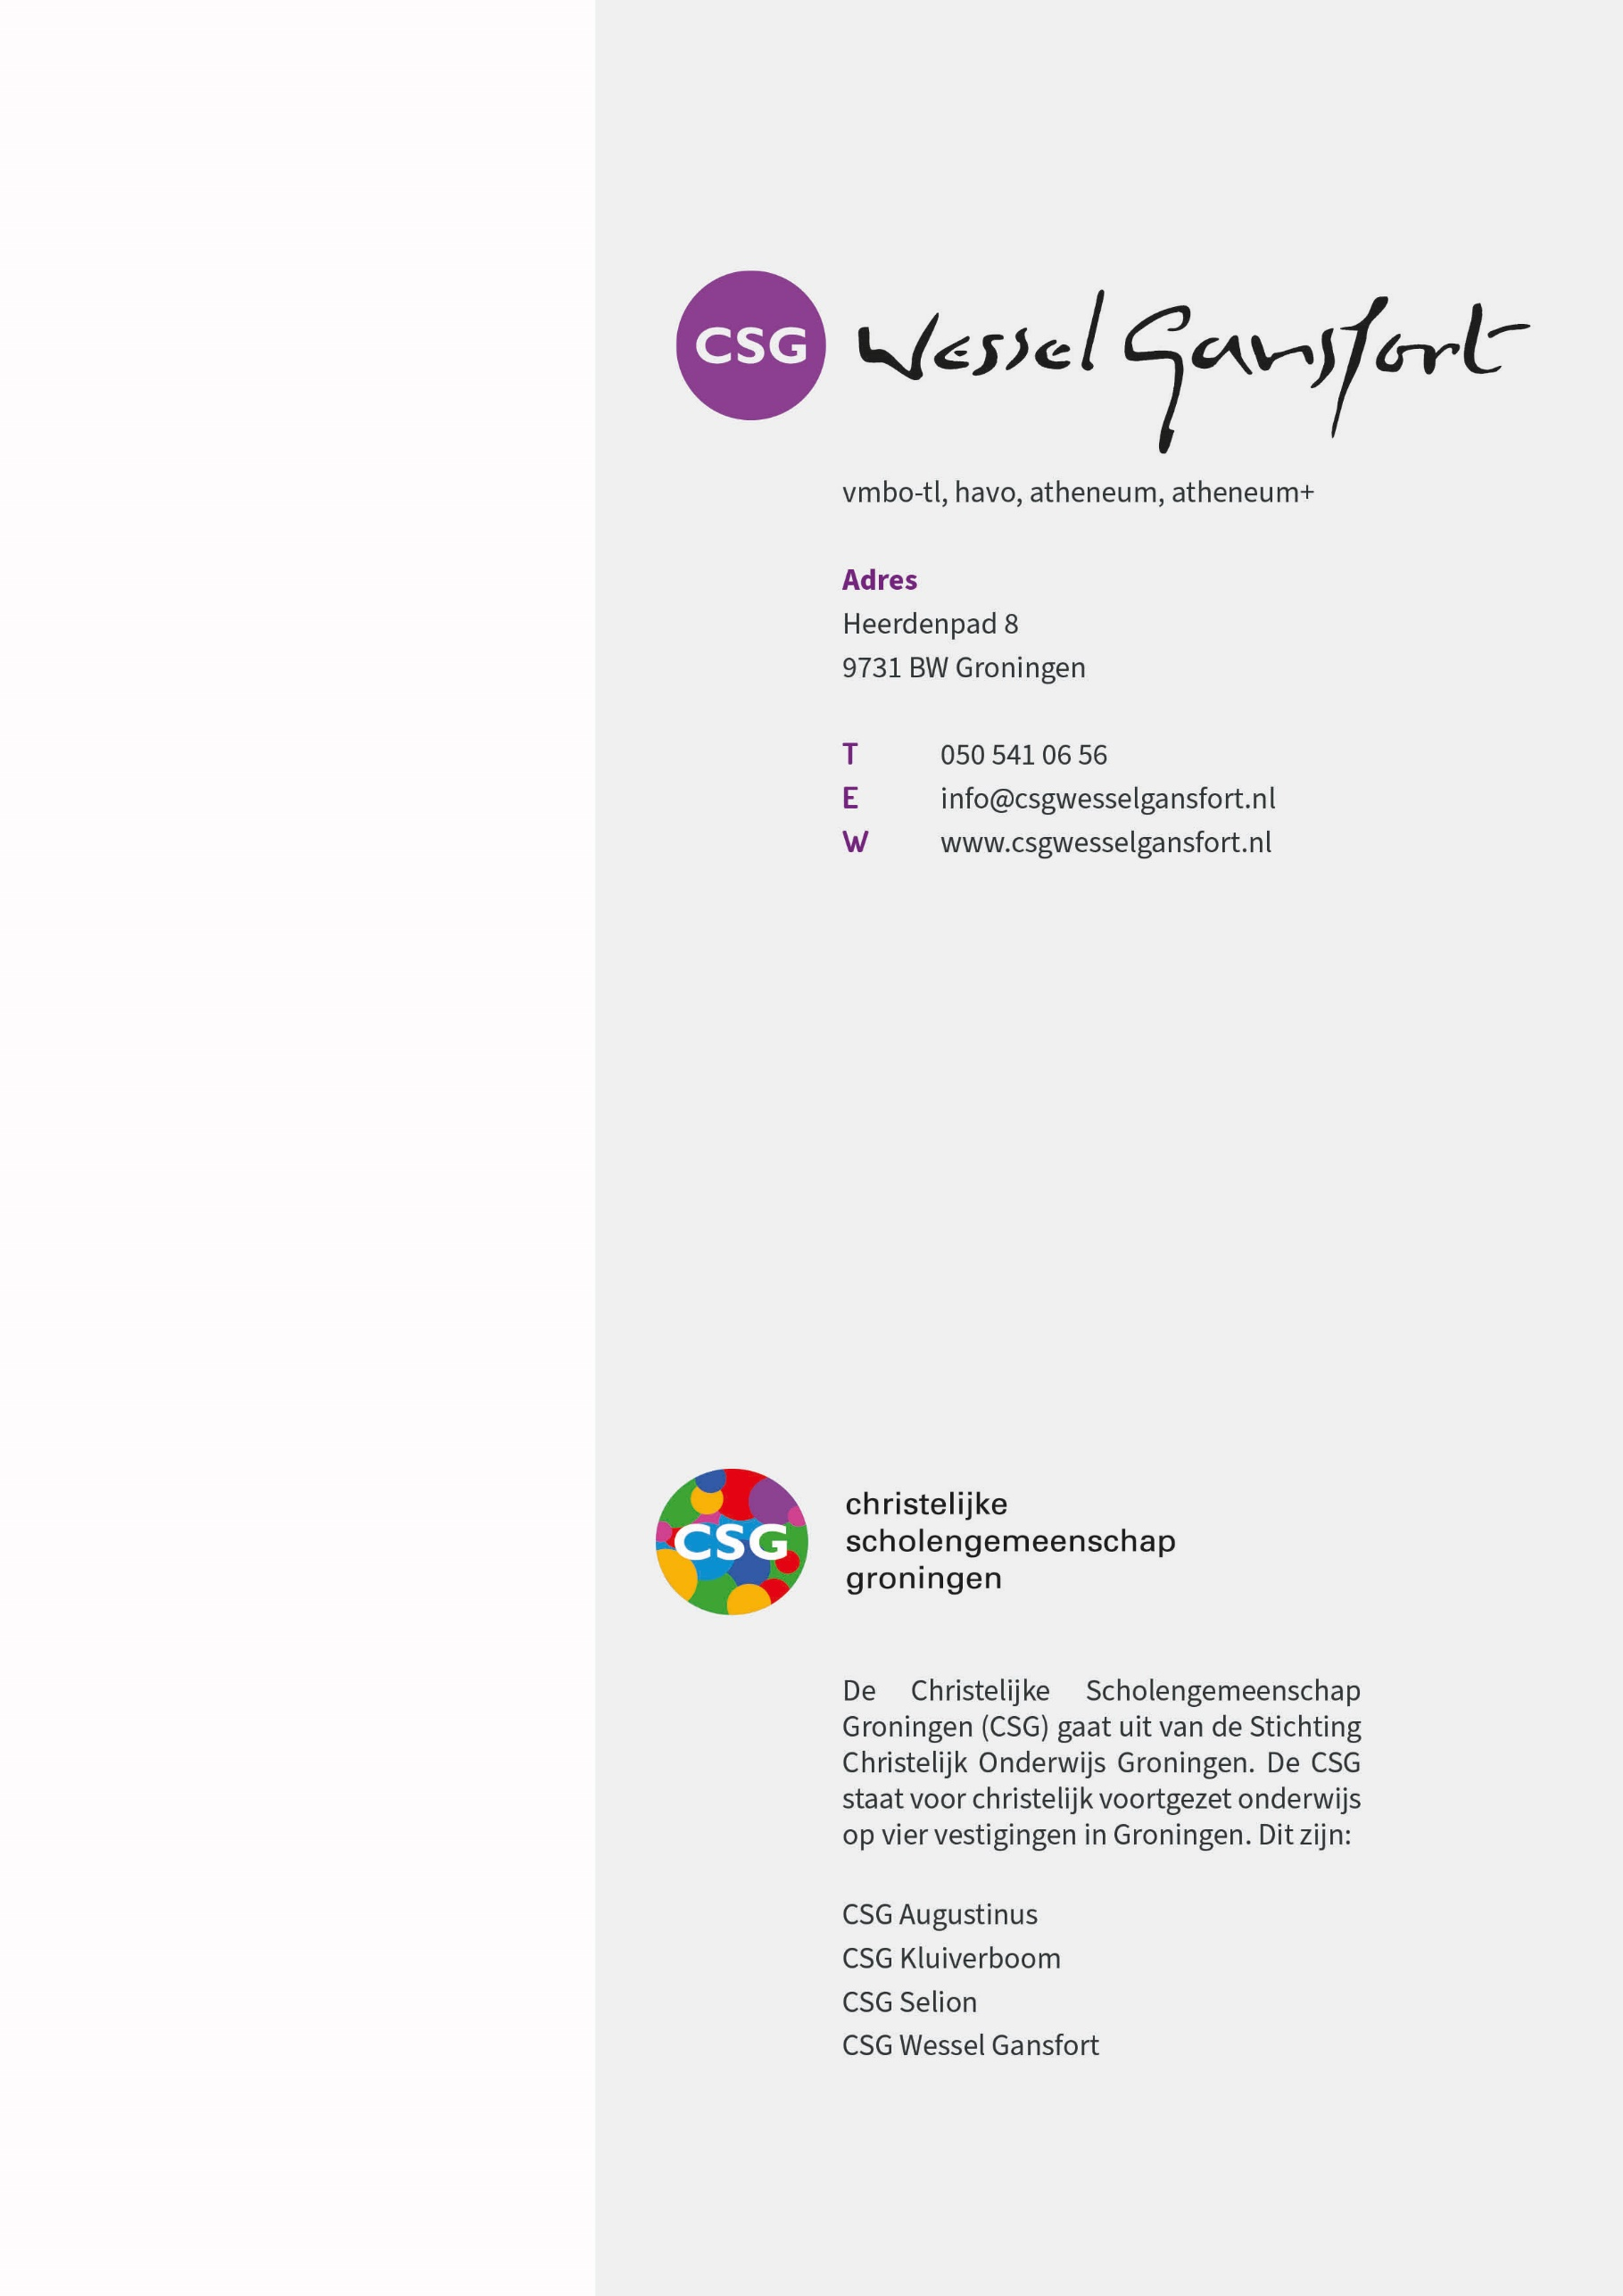 CSG Wessel Gansfort
vmbo-tl, havo, atheneum, atheneum+
Adres
Heerdenpad 8
9731 BW Groningen
T 050 541 06 56
E info@csgwesselgansfort.nl
W www.csgwesselgansfort.nl
CSG
christelijke
scholengemeenschap
groningen
De Christelijke Scholengemeenschap
Groningen (CSG) gaat uit van de Stichting
Christelijk Onderwijs Groningen. De CSG
staat voor christelijk voortgezet onderwijs
op vier vestigingen in Groningen. Dit zijn:
CSG Augustinus
CSG Kluiverboom
CSG Selion
CSG Wessel Gansfort